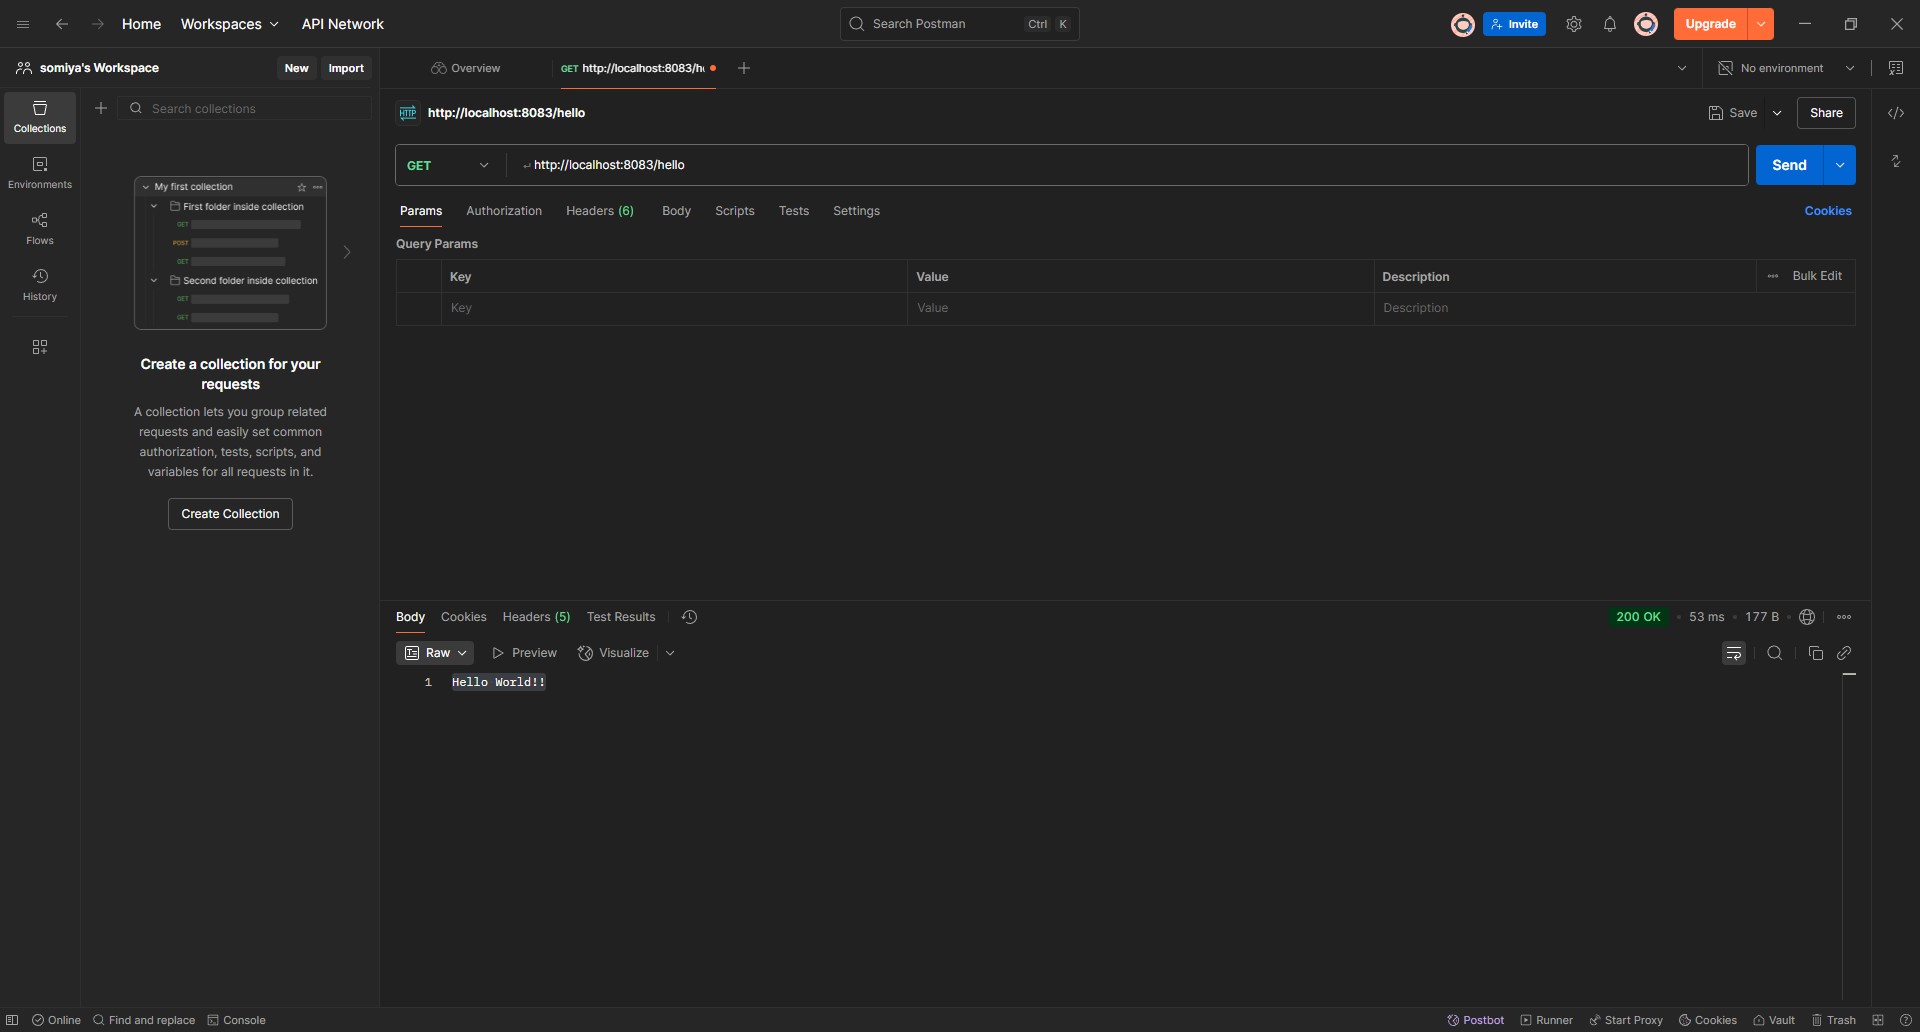 Home Workspaces API Network Search Postman Ctrl K Invite Upgrade
somiya's Workspace New Import Overview GET http://localhost:8083/h No environment
Collections
Search collections
http://localhost:8083/hello Save Share
Environments
Flows
History
My first collection
First folder inside collection
GET
POST
GET
Second folder inside collection
GET
GET
Create a collection for your
requests
A collection lets you group related
requests and easily set common
authorization, tests, scripts, and
variables for all requests in it.
Create Collection
GET http://localhost:8083/hello Send
Params Authorization Headers (6) Body Scripts Tests Settings Cookies
Query Params
Key Value Description Bulk Edit
Key Value Description
Body Cookies Headers (5) Test Results 200 OK 53 ms 177 B
Raw Preview Visualize
1 Hello World!!
Online Find and replace Console Postbot Runner Start Proxy Cookies Vault Trash